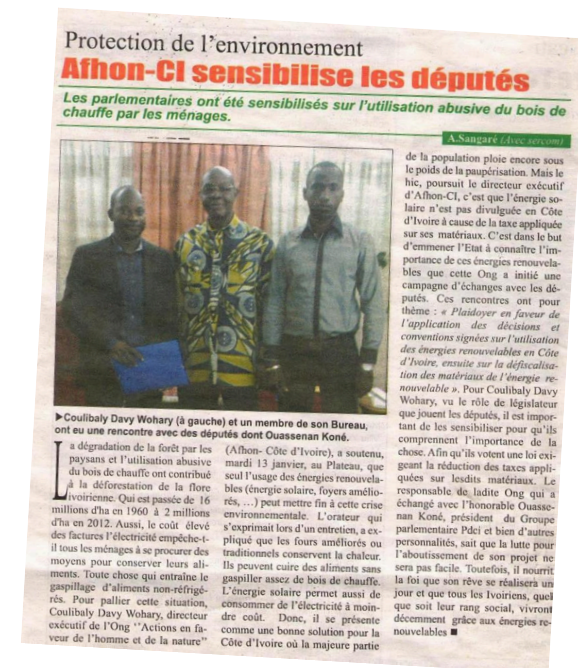 Protection de l'environnement
Afhon-CI sensibilise les députés
Les parlementaires ont été sensibilisés sur l'utilisation abusive du bois de
chauffe par les ménages.
A.Sangaré (Avec sercom)
►Coulibaly Davy Wohary (à gauche) et un membre de son Bureau,
ont eu une rencontre avec des députés dont Ouassenan Koné.
La dégradation de la forêt par les
paysans et l'utilisation abusive
du bois de chauffe ont contribué
à la déforestation de la flore
ivoirienne. Qui est passée de 16
millions d'ha en 1960 à 2 millions
d'ha en 2012. Aussi, le coût élevé
des factures l'électricité empêche-t-
il tous les ménages à se procurer des
moyens pour conserver leurs ali-
ments. Toute chose qui entraîne le
gaspillage d'aliments non-réfrigé-
rés. Pour pallier cette situation,
Coulibaly Davy Wohary, directeur
exécutif de l'Ong ‘‘Actions en fa-
veur de l'homme et de la nature’’
(Afhon- Côte d'Ivoire), a soutenu,
mardi 13 janvier, au Plateau, que
seul l'usage des énergies renouvela-
bles (énergie solaire, foyers amélio-
rés, …) peut mettre fin à cette crise
environnementale. L'orateur qui
s'exprimait lors d'un entretien, a ex-
pliqué que les fours améliorés ou
traditionnels conservent la chaleur.
Ils peuvent cuire des aliments sans
gaspiller assez de bois de chauffe.
L'énergie solaire permet aussi de
consommer de l'électricité à moin-
dre coût. Donc, il se présente
comme une bonne solution pour la
Côte d'Ivoire où la majeure partie
de la population ploie encore sous
le poids de la paupérisation. Mais le
hic, poursuit le directeur exécutif
d'Afhon-CI, c'est que l'énergie so-
laire n'est pas divulguée en Côte
d'Ivoire à cause de la taxe appliquée
sur ses matériaux. C'est dans le but
d'emmener l'Etat à connaître l'im-
portance de ces énergies renouvela-
bles que cette Ong a initié une
campagne d'échanges avec les dé-
putés. Ces rencontres ont pour
thème : « Plaidoyer en faveur de
l'application des décisions et
conventions signées sur l'utilisation
des énergies renouvelables en Côte
d'Ivoire, ensuite sur la défiscalisa-
tion des matériaux de l'énergie re-
nouvelable ». Pour Coulibaly Davy
Wohary, vu le rôle de législateur
que jouent les députés, il est impor-
tant de les sensibiliser pour qu'ils
comprennent l'importance de la
chose. Afin qu'ils votent une loi exi-
geant la réduction des taxes appli-
quées sur lesdits matériaux. Le
responsable de ladite Ong qui a
échangé avec l'honorable Ouasse-
nan Koné, président du Groupe
parlementaire Pdci et bien d'autres
personnalités, sait que la lutte pour
l'aboutissement de son projet ne
sera pas facile. Toutefois, il nourrit
la foi que son rêve se réalisera un
jour et que tous les Ivoiriens, quel
que soit leur rang social, vivront
décemment grâce aux énergies re-
nouvelables ■